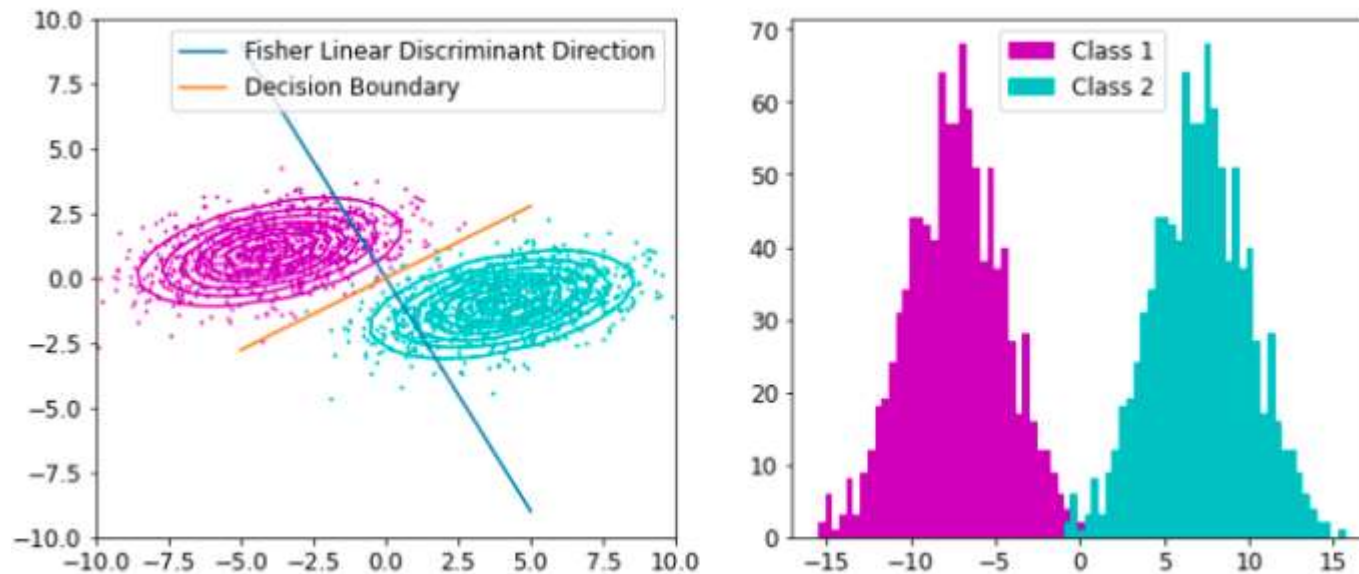 10.0
7.5
5.0
2.5
0.0
−2.5
−5.0
−7.5
−10.0
Fisher Linear Discriminant Direction
Decision Boundary
−10.0 −7.5 −5.0 −2.5 0.0 2.5 5.0 7.5 10.0
70
60
50
40
30
20
10
0
Class 1
Class 2
−15 −10 −5 0 5 10 15